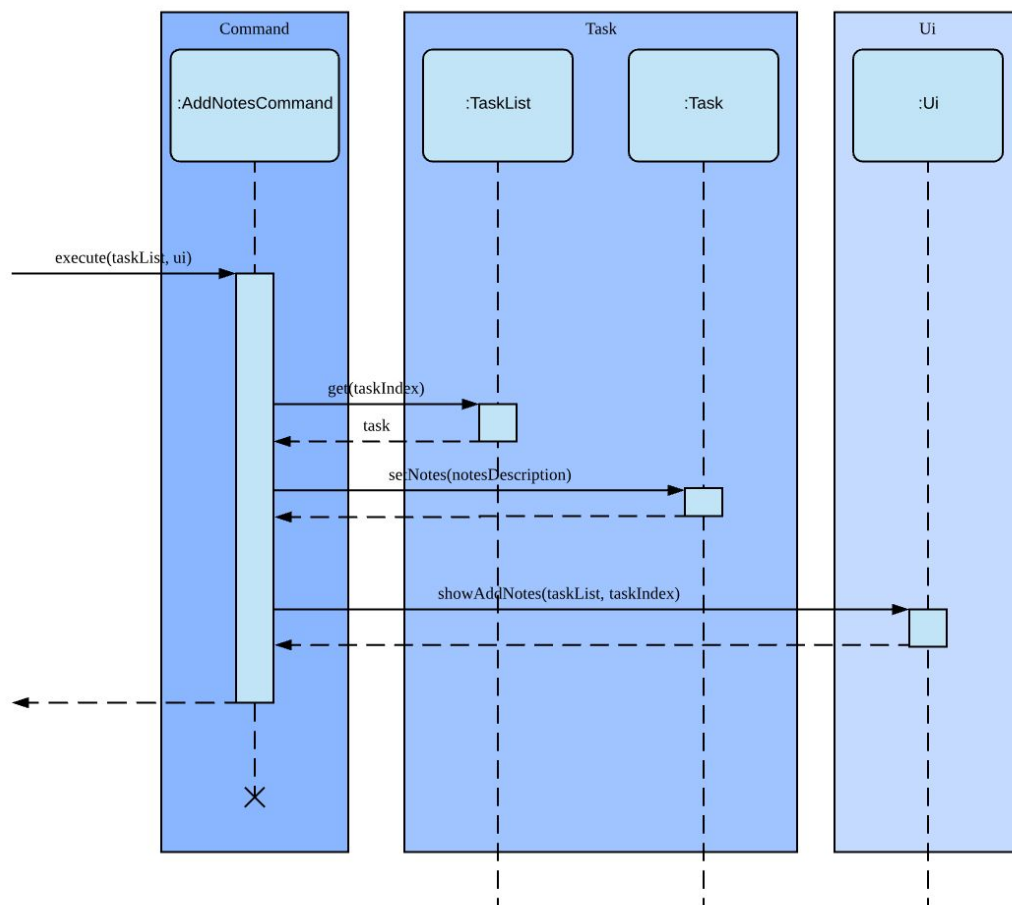 Command
Task
Ui
:AddNotesCommand
:TaskList
:Task
:Ui
execute(taskList, ui)
get(taskIndex)
task
setNotes(notesDescription)
showAddNotes(taskList, taskIndex)